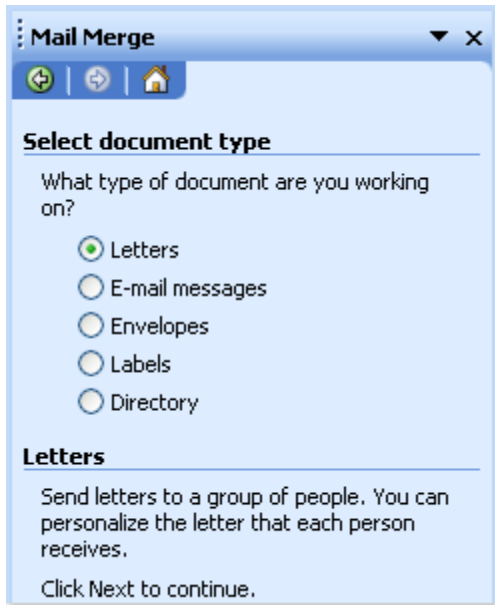 Mail Merge
Select document type
What type of document are you working
on?
Letters
E-mail messages
Envelopes
Labels
Directory
Letters
Send letters to a group of people. You can
personalize the letter that each person
receives.
Click Next to continue.